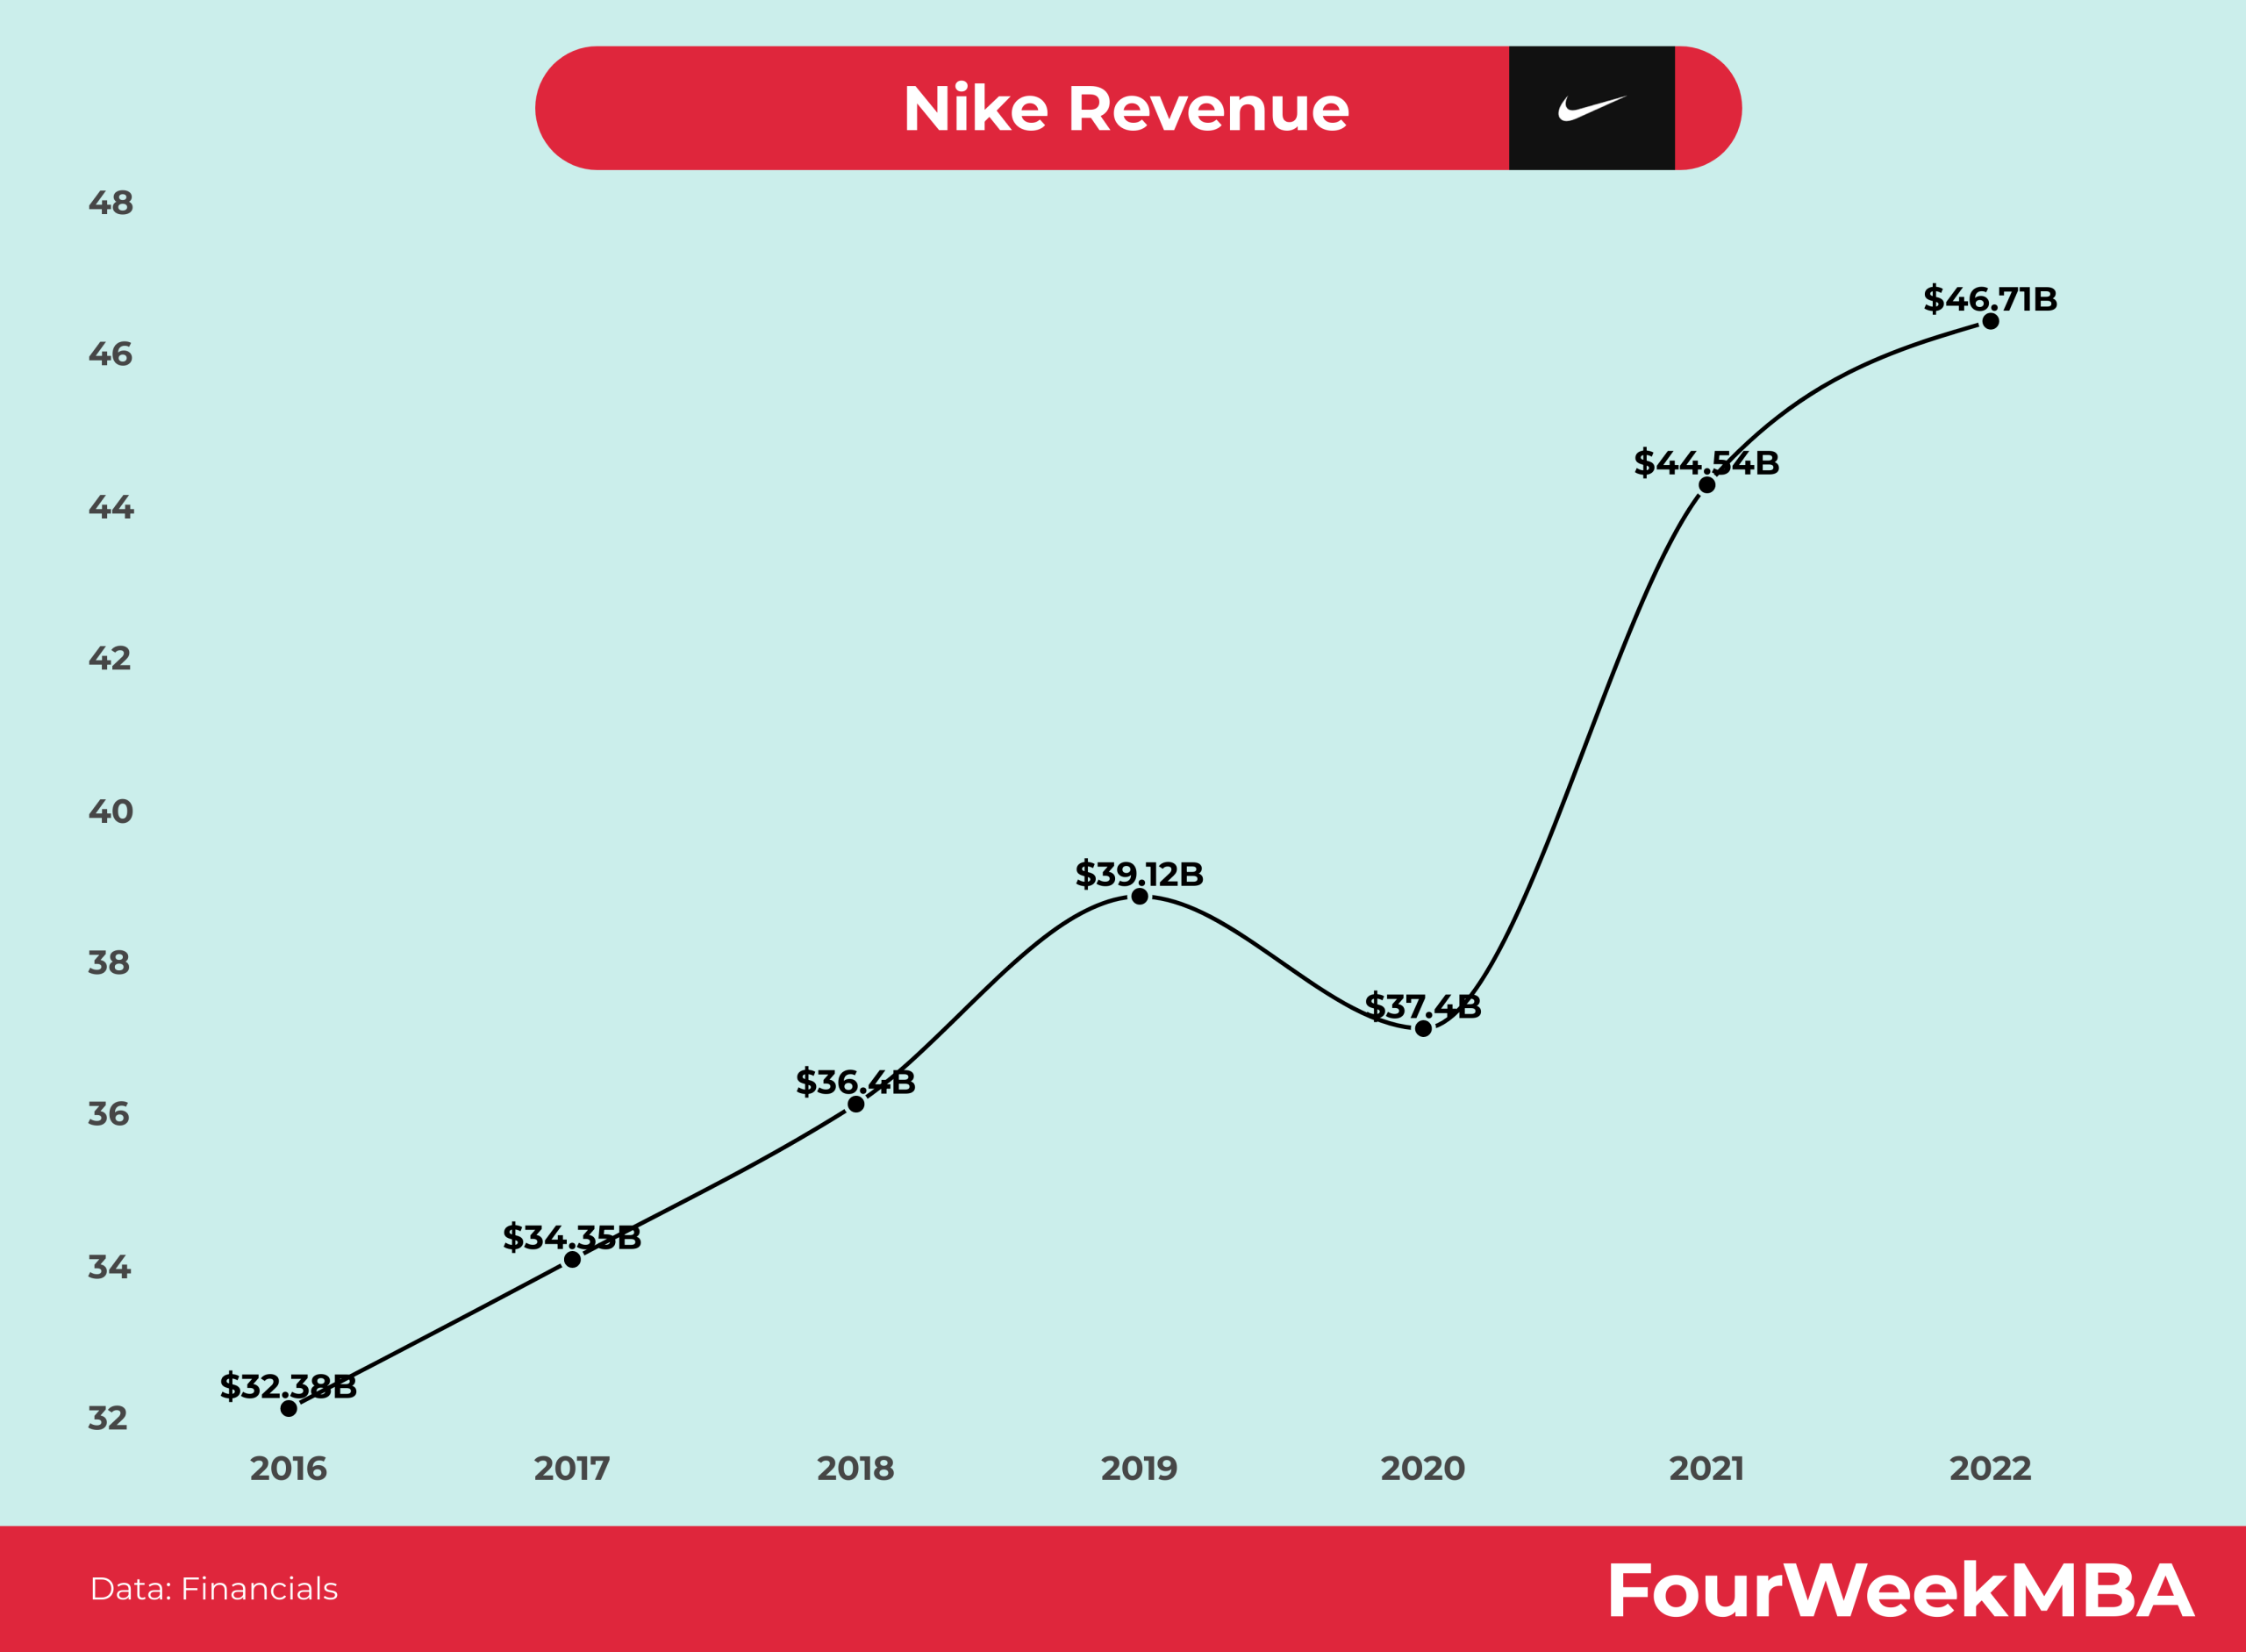 Nike Revenue
48
$46.71B
46
$44.54B
44
42
40
$39.12B
38
$37.4B
$36.4B
36
$34.35B
34
$32.38B
32
2016 2017 2018 2019 2020 2021 2022
Data: Financials
FourWeekMBA